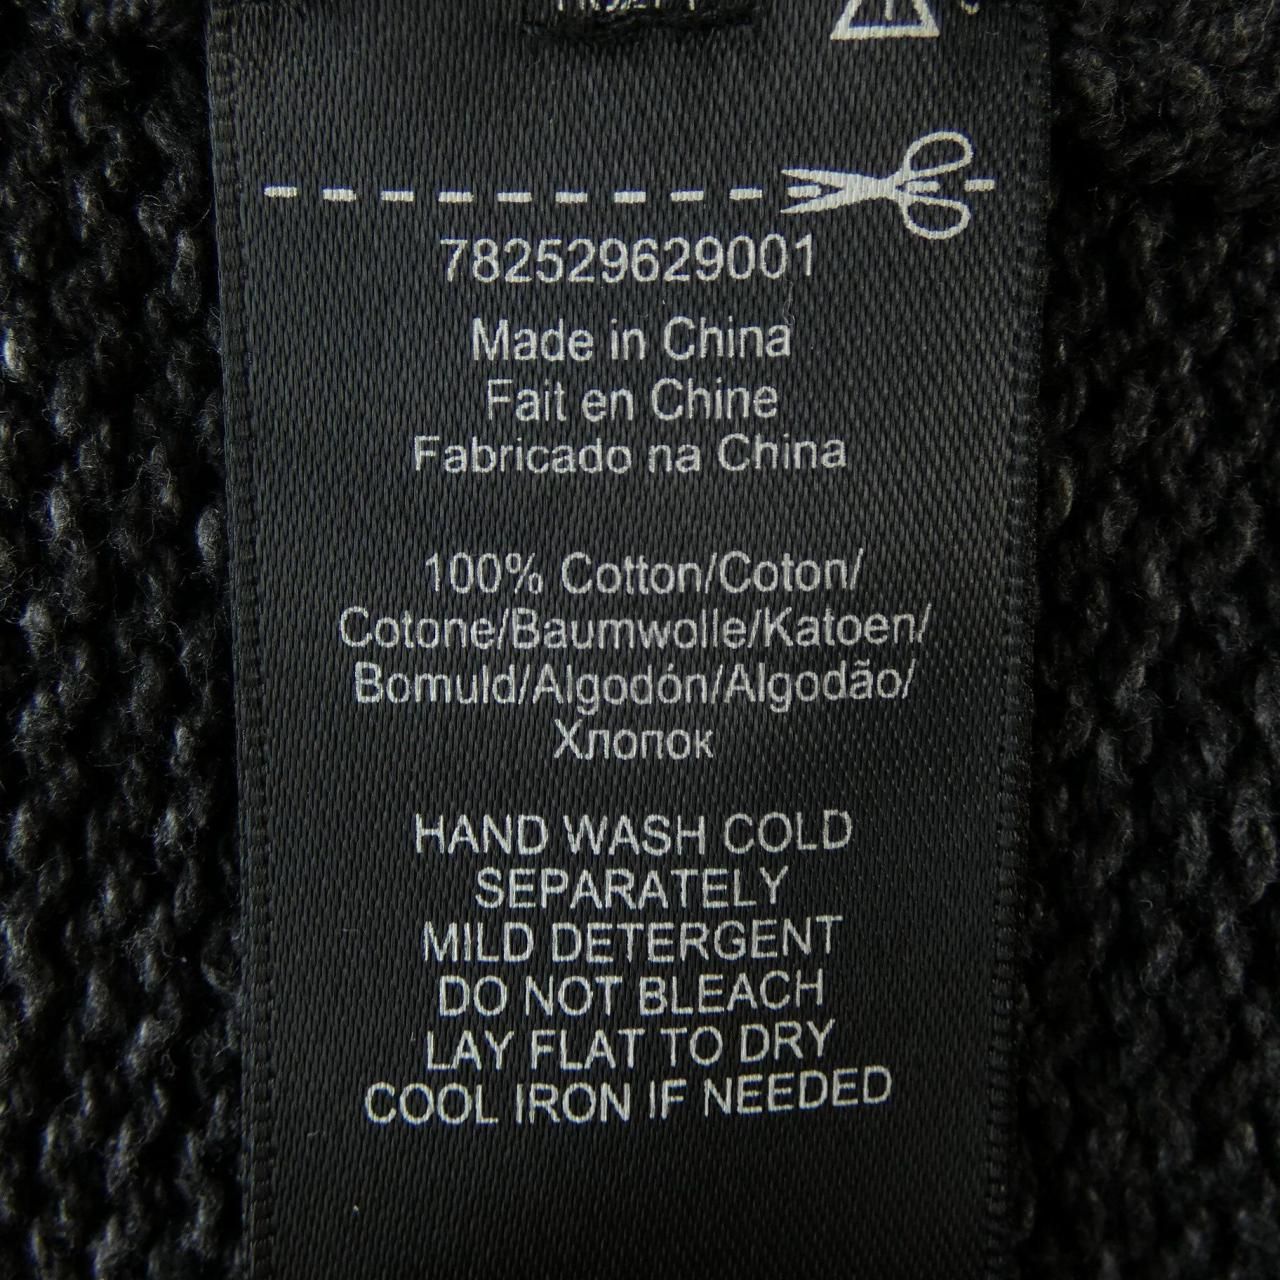 782529629001
Made in China
Fait en Chine
Fabricado na China
100% Cotton/Coton/
Cotone/Baumwolle/Katoen/
Bomuld/Algodón/Algodão/
Хлопок
HAND WASH COLD
SEPARATELY
MILD DETERGENT
DO NOT BLEACH
LAY FLAT TO DRY
COOL IRON IF NEEDED